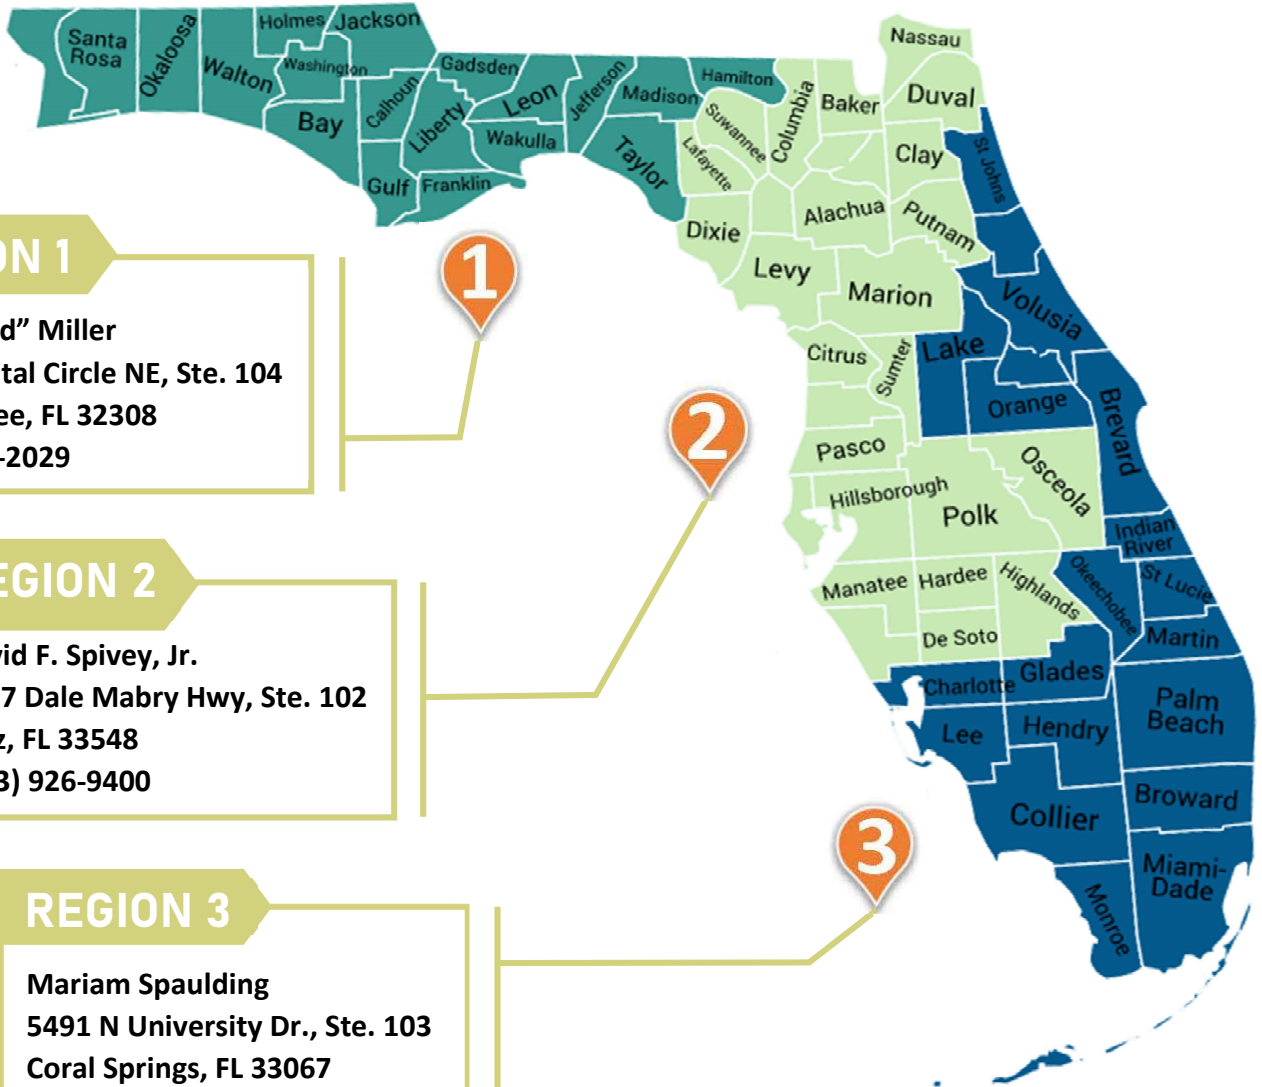 Holmes
Jackson
Santa
Rosa
Okaloosa
Walton
Washington
Bay
Calhoun
Gadsden
Liberty
Leon
Jefferson
Madison
Hamilton
Wakulla
Taylor
Gulf
Franklin
Nassau
Duval
Baker
Columbia
Suwannee
Lafayette
Clay
St Johns
Dixie
Alachua
Putnam
Levy
Marion
Volusia
Citrus
Sumter
Lake
Orange
Brevard
Pasco
Hillsborough
Polk
Osceola
Indian
River
Manatee
Hardee
Highlands
Okeechobee
St Lucie
De Soto
Martin
Charlotte
Glades
Palm
Beach
Lee
Hendry
Collier
Broward
Miami-
Dade
Monroe
ON 1
d” Miller
tal Circle NE, Ste. 104
ee, FL 32308
-2029
1
EGION 2
vid F. Spivey, Jr.
7 Dale Mabry Hwy, Ste. 102
z, FL 33548
3) 926-9400
2
REGION 3
Mariam Spaulding
5491 N University Dr., Ste. 103
Coral Springs, FL 33067
3